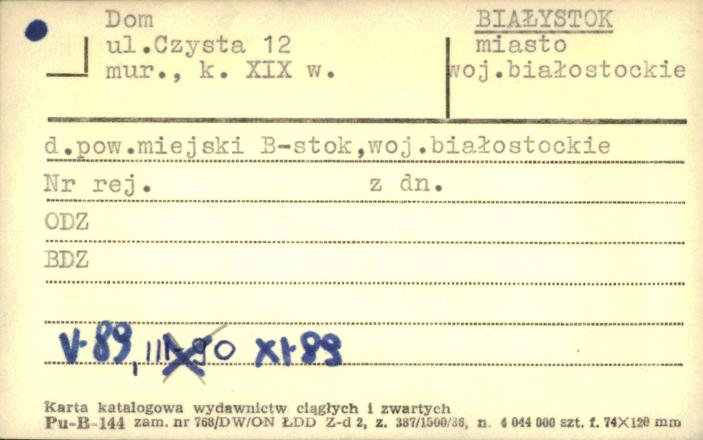 Dom
ul.Czysta 12
mur., k. XIX w.
BIAŁYSTOK
miasto
woj.białostockie
d.pow.miejski B-stok,woj.białostockie
Nr rej. z dn.
ODZ
BDZ
V-89, III-90 XI-89
Karta katalogowa wydawnictw ciągłych i zwartych
Pu-B-144 zam. nr 768/DW/ON ŁDD Z-d 2, z. 387/1500/86, n. 4 044 000 szt. f. 74×120 mm